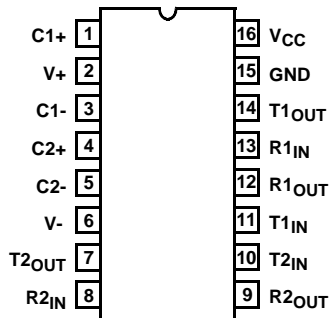 C1+ 1 16 VCC
V+ 2 15 GND
C1- 3 14 T1OUT
C2+ 4 13 R1IN
C2- 5 12 R1OUT
V- 6 11 T1IN
T2OUT 7 10 T2IN
R2IN 8 9 R2OUT